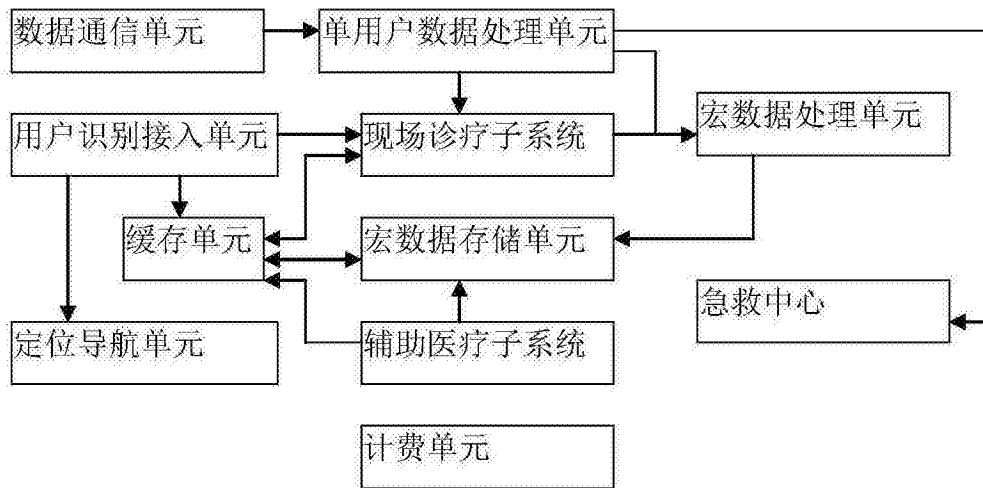 数据通信单元
单用户数据处理单元
用户识别接入单元
现场诊疗子系统
宏数据处理单元
缓存单元
宏数据存储单元
急救中心
定位导航单元
辅助医疗子系统
计费单元